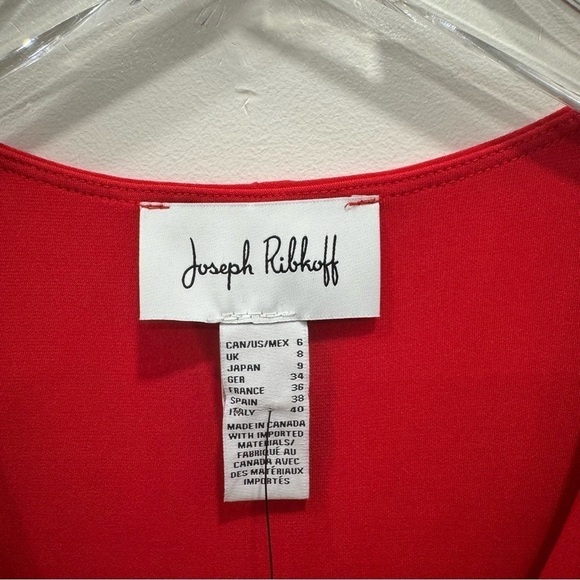 Joseph Ribkoff
CAN/US/MEX 6
UK 8
JAPAN 9
GER 34
FRANCE 36
SPAIN 38
ITALY 40
MADE IN CANADA
WITH IMPORTED
MATERIALS/
FABRIQUÉ AU
CANADA AVEC
DES MATÉRIAUX
IMPORTÉS